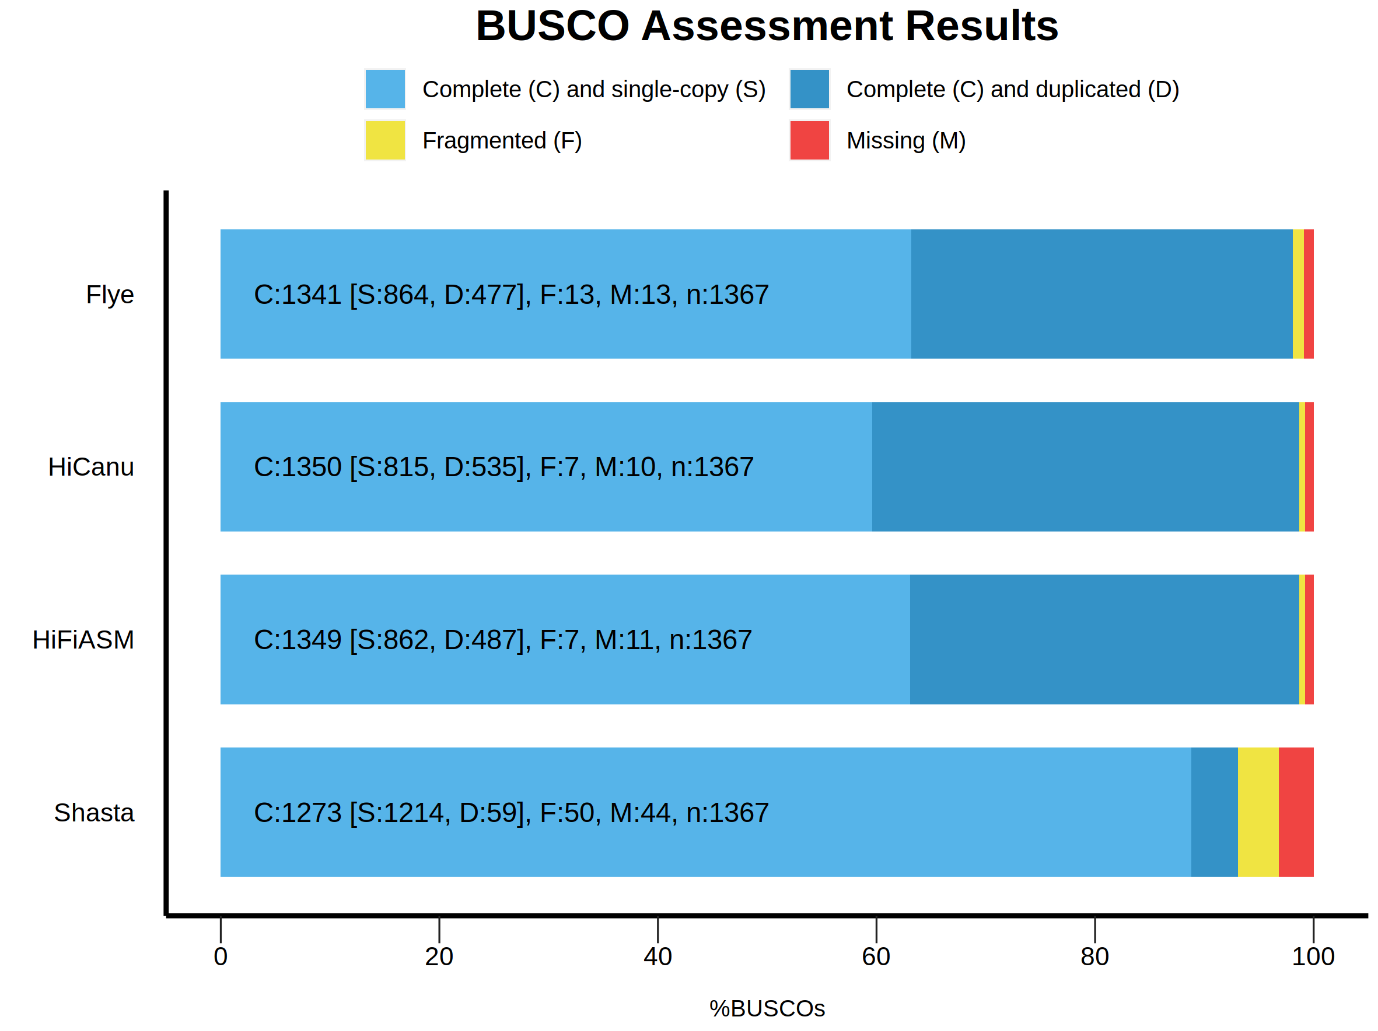 BUSCO Assessment Results
Complete (C) and single-copy (S)
Complete (C) and duplicated (D)
Fragmented (F)
Missing (M)
Flye
C:1341 [S:864, D:477], F:13, M:13, n:1367
HiCanu
C:1350 [S:815, D:535], F:7, M:10, n:1367
HiFiASM
C:1349 [S:862, D:487], F:7, M:11, n:1367
Shasta
C:1273 [S:1214, D:59], F:50, M:44, n:1367
0 20 40 60 80 100
%BUSCOs